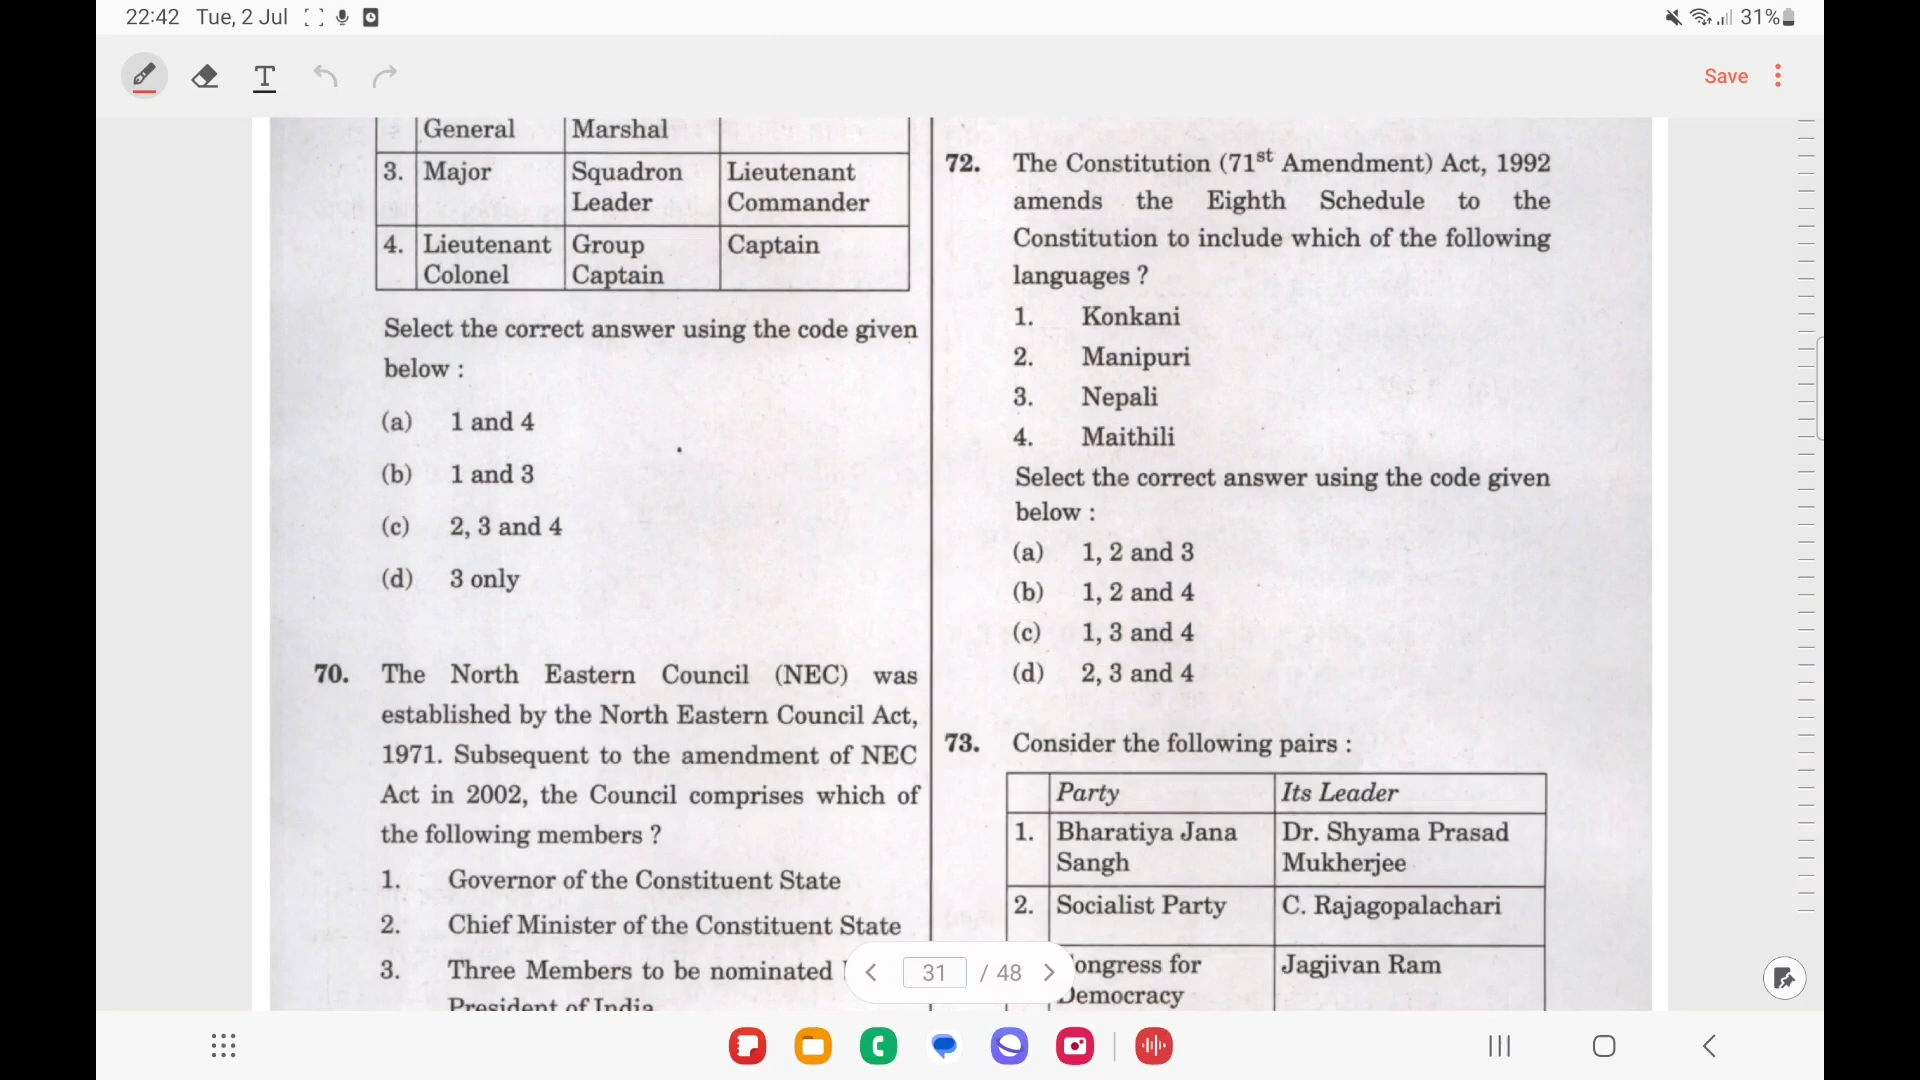 22:42 Tue, 2 Jul
31%
T
Save
General Marshal
3. Major Squadron Lieutenant
Leader Commander
4. Lieutenant Group Captain
Colonel Captain
Select the correct answer using the code given
below :
(a) 1 and 4
(b) 1 and 3
(c) 2, 3 and 4
(d) 3 only
70. The North Eastern Council (NEC) was
established by the North Eastern Council Act,
1971. Subsequent to the amendment of NEC
Act in 2002, the Council comprises which of
the following members ?
1. Governor of the Constituent State
2. Chief Minister of the Constituent State
3. Three Members to be nominated
President of India
72. The Constitution (71st Amendment) Act, 1992
amends the Eighth Schedule to the
Constitution to include which of the following
languages ?
1. Konkani
2. Manipuri
3. Nepali
4. Maithili
Select the correct answer using the code given
below :
(a) 1, 2 and 3
(b) 1, 2 and 4
(c) 1, 3 and 4
(d) 2, 3 and 4
73. Consider the following pairs :
Party Its Leader
1. Bharatiya Jana Dr. Shyama Prasad
Sangh Mukherjee
2. Socialist Party C. Rajagopalachari
ongress for Jagjivan Ram
Democracy
31 / 48